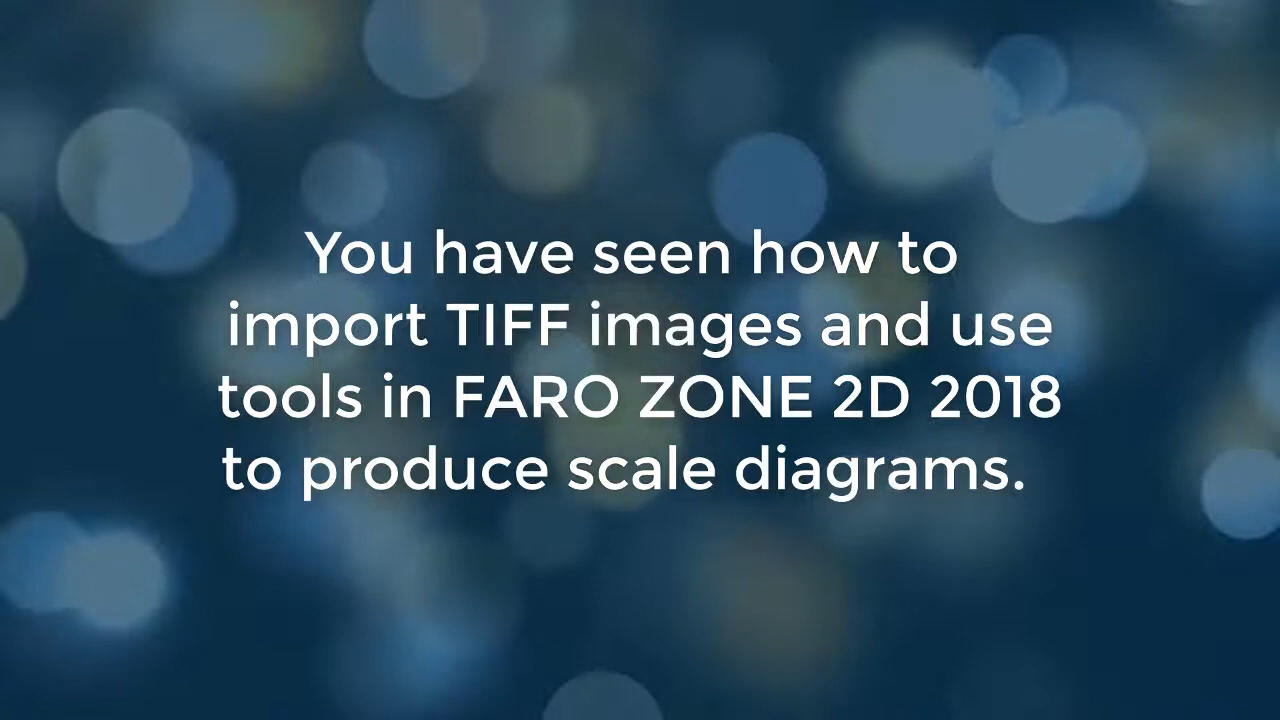 You have seen how to
import TIFF images and use
tools in FARO ZONE 2D 2018
to produce scale diagrams.